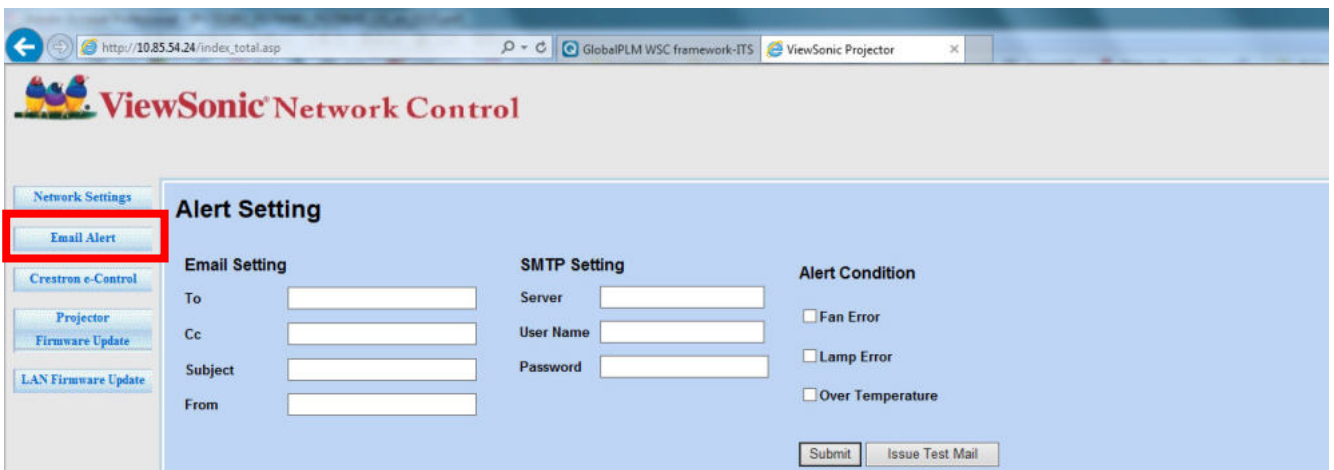 http://10.85.54.24/index_total.asp
GlobalPLM WSC framework-ITS
ViewSonic Projector
ViewSonic® Network Control
Network Settings
Email Alert
Crestron e-Control
Projector
Firmware Update
LAN Firmware Update
Alert Setting
Email Setting
To
Cc
Subject
From
SMTP Setting
Server
User Name
Password
Alert Condition
Fan Error
Lamp Error
Over Temperature
Submit
Issue Test Mail